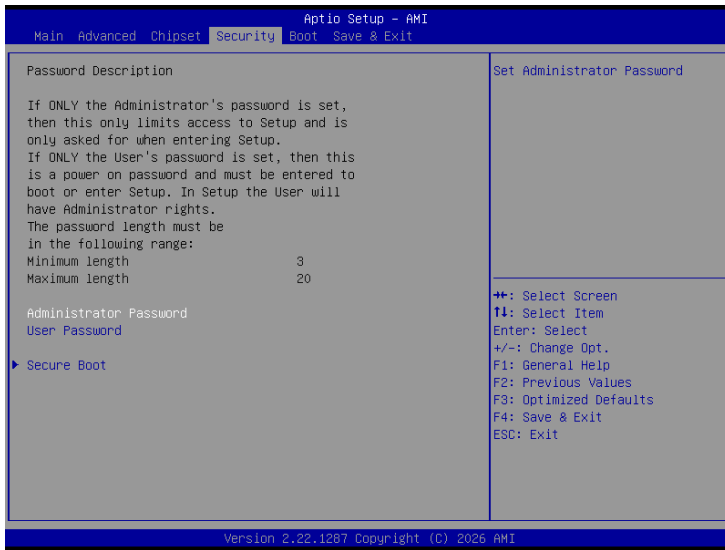 Aptio Setup – AMI
Main Advanced Chipset Security Boot Save & Exit
Password Description
If ONLY the Administrator's password is set,
then this only limits access to Setup and is
only asked for when entering Setup.
If ONLY the User's password is set, then this
is a power on password and must be entered to
boot or enter Setup. In Setup the User will
have Administrator rights.
The password length must be
in the following range:
Minimum length 3
Maximum length 20
Administrator Password
User Password
Secure Boot
Set Administrator Password
→←: Select Screen
↑↓: Select Item
Enter: Select
+/-: Change Opt.
F1: General Help
F2: Previous Values
F3: Optimized Defaults
F4: Save & Exit
ESC: Exit
Version 2.22.1287 Copyright (C) 2026 AMI